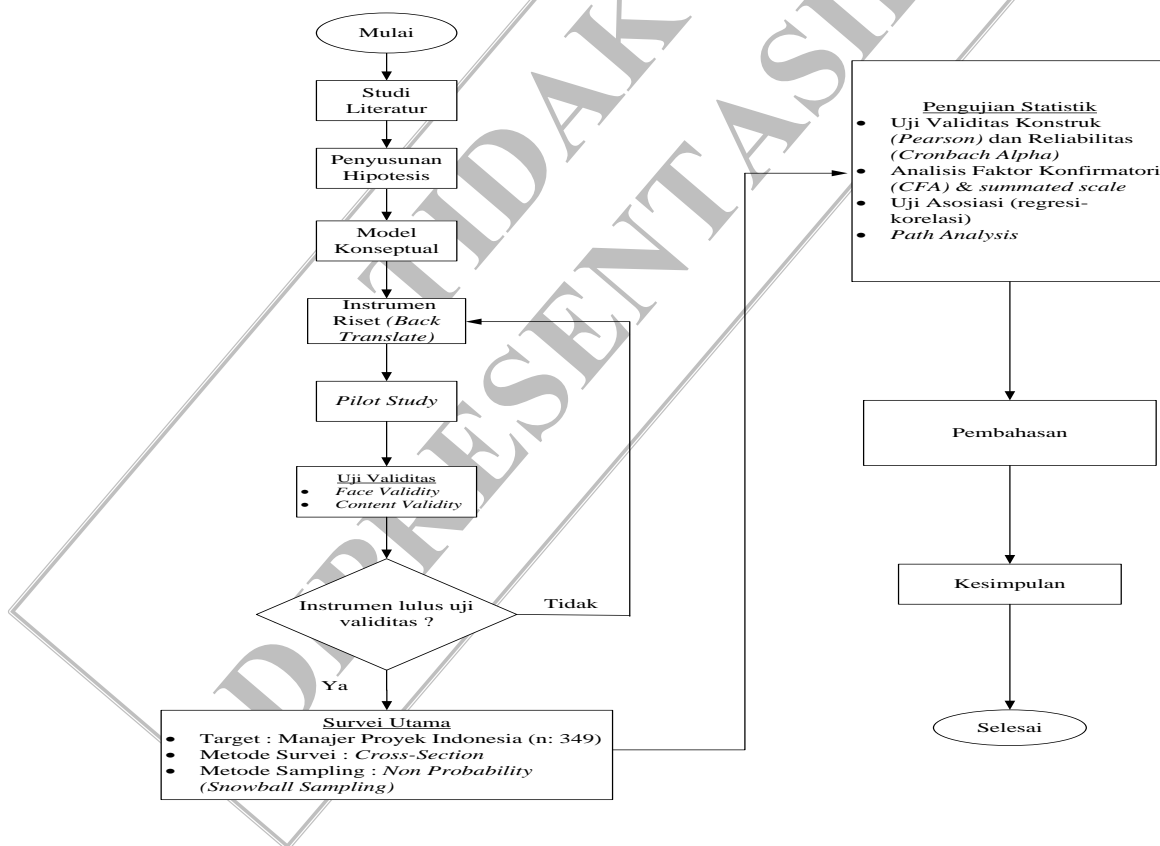 Mulai
Studi
Literatur
Penyusunan
Hipotesis
Model
Konseptual
Instrumen
Riset (Back
Translate)
Pilot Study
Uji Validitas
• Face Validity
• Content Validity
Instrumen lulus uji
validitas ?
Tidak
Ya
Survei Utama
• Target : Manajer Proyek Indonesia (n: 349)
• Metode Survei : Cross-Section
• Metode Sampling : Non Probability
(Snowball Sampling)
Pengujian Statistik
• Uji Validitas Konstruk
(Pearson) dan Reliabilitas
(Cronbach Alpha)
• Analisis Faktor Konfirmatori
(CFA) & summated scale
• Uji Asosiasi (regresi-
korelasi)
• Path Analysis
Pembahasan
Kesimpulan
Selesai
TIDAK